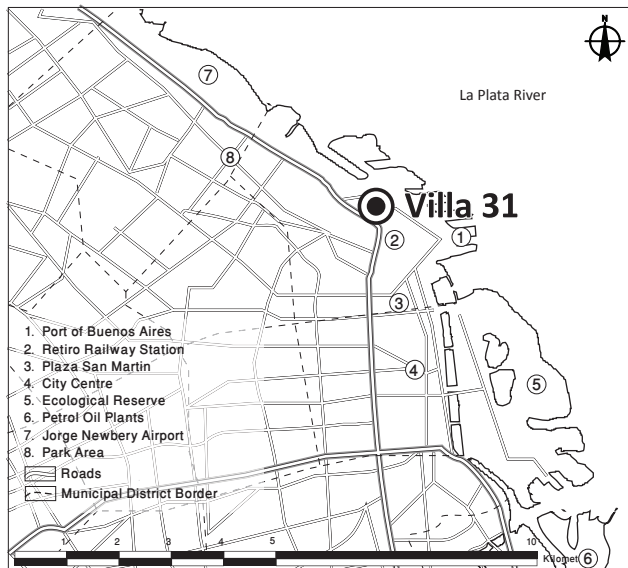 N
La Plata River
7
8
Villa 31
1
2
3
4
5
6
1. Port of Buenos Aires
2. Retiro Railway Station
3. Plaza San Martin
4. City Centre
5. Ecological Reserve
6. Petrol Oil Plants
7. Jorge Newbery Airport
8. Park Area
Roads
Municipal District Border
1 2 3 4 5 10
Kilomet